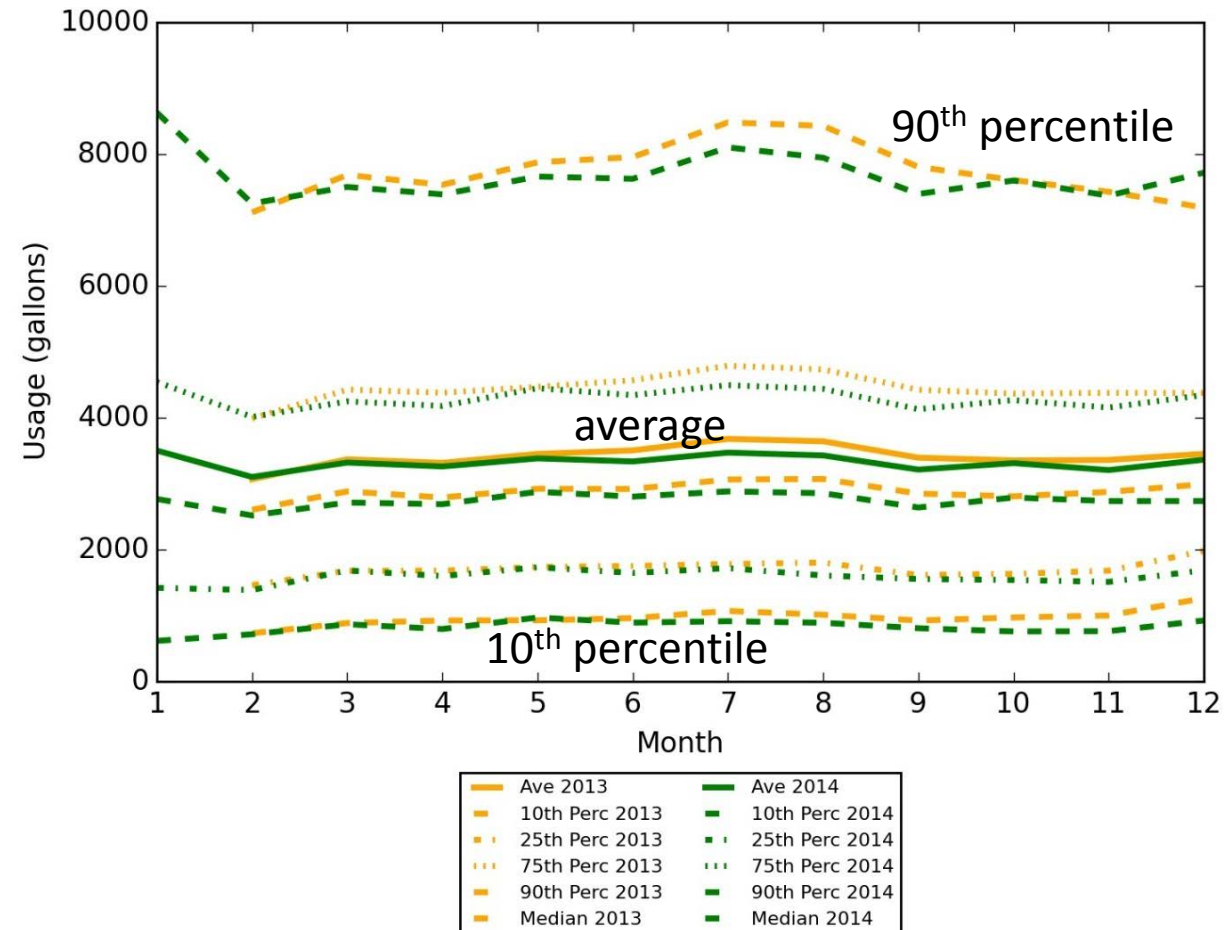 10000
8000
6000
4000
2000
0
Usage (gallons)
90th percentile
average
10th percentile
1 2 3 4 5 6 7 8 9 10 11 12
Month
Ave 2013 Ave 2014
10th Perc 2013 10th Perc 2014
25th Perc 2013 25th Perc 2014
75th Perc 2013 75th Perc 2014
90th Perc 2013 90th Perc 2014
Median 2013 Median 2014